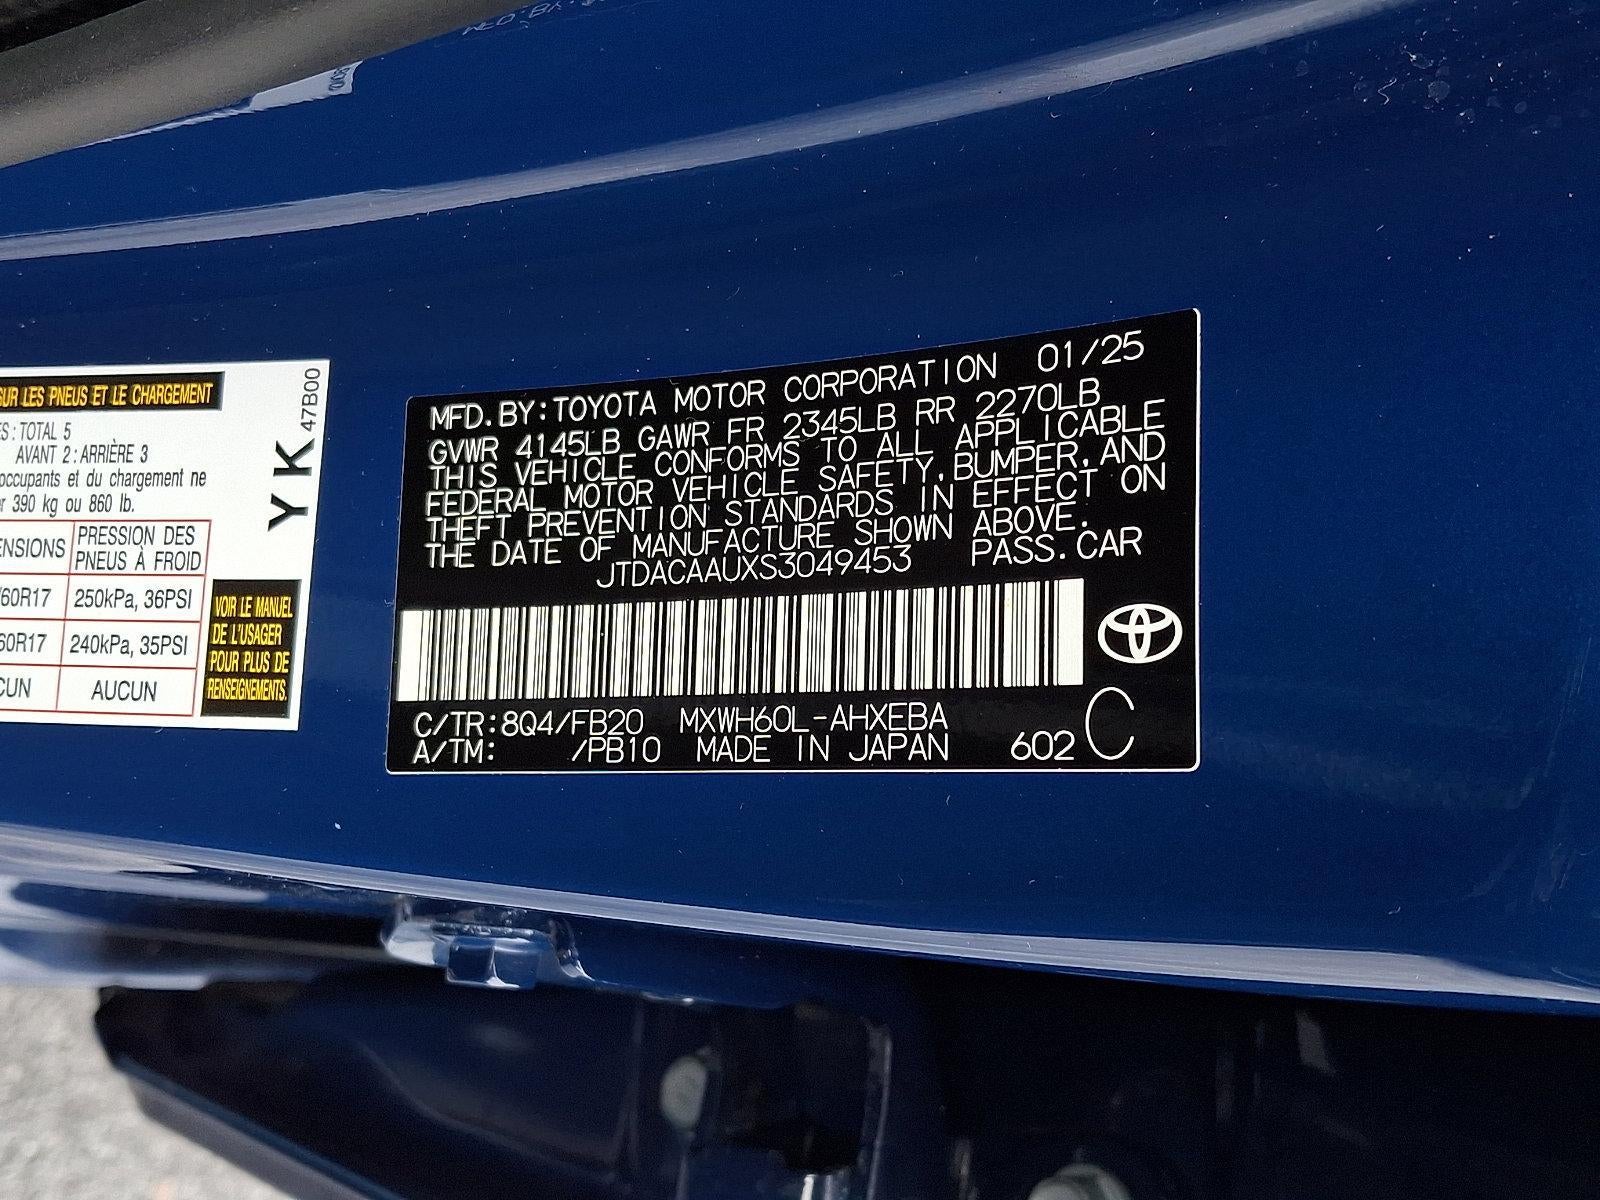 SUR LES PNEUS ET LE CHARGEMENT
47B00
YK
: TOTAL 5
AVANT 2 : ARRIÈRE 3
occupants et du chargement ne
390 kg ou 860 lb.
PRESSION DES
PNEUS À FROID
60R17 250kPa, 36PSI
60R17 240kPa, 35PSI
AUCUN
VOIR LE MANUEL
DE L'USAGER
POUR PLUS DE
RENSEIGNEMENTS.
MFD. BY: TOYOTA MOTOR CORPORATION 01/25
GVWR 4145LB GAWR FR 2345LB RR 2270LB
THIS VEHICLE CONFORMS TO ALL APPLICABLE
FEDERAL MOTOR VEHICLE SAFETY, BUMPER, AND
THEFT PREVENTION STANDARDS IN EFFECT ON
THE DATE OF MANUFACTURE SHOWN ABOVE.
JTDACAAUXS3049453 PASS. CAR
C/TR: 8Q4/FB20 MXWH60L-AHXEBA
A/TM: /PB10 MADE IN JAPAN 602 C